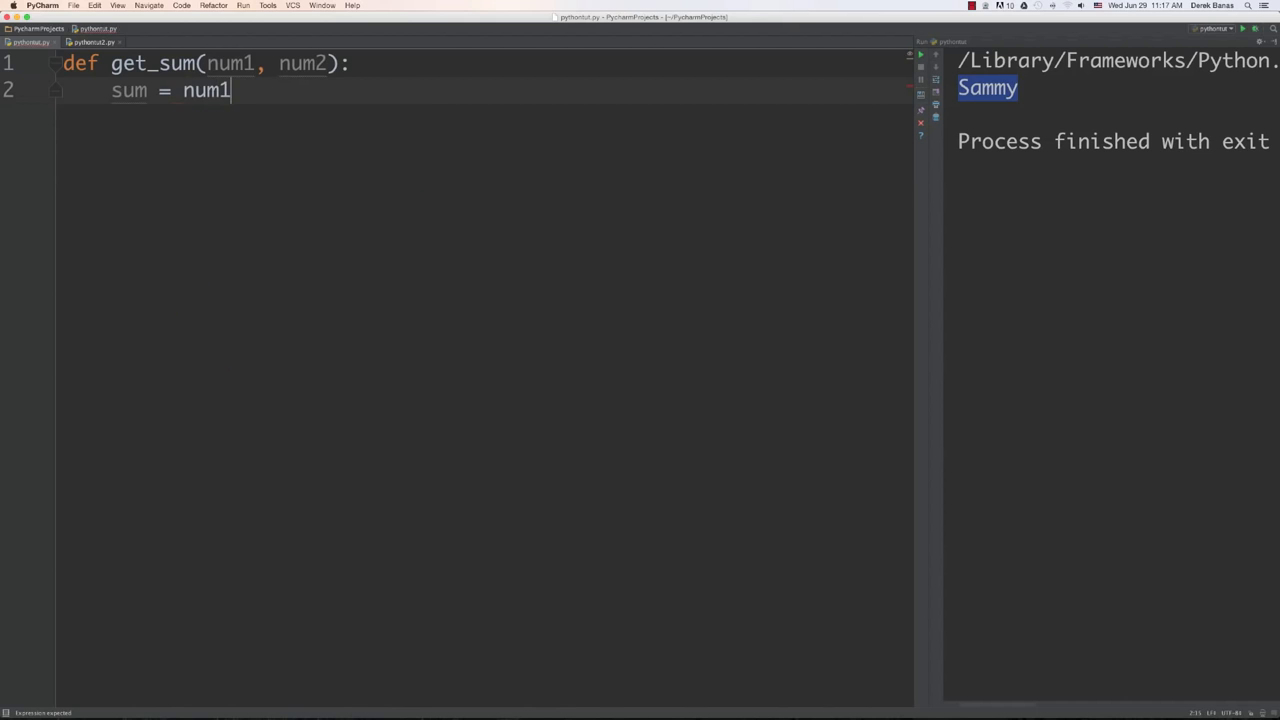 PyCharm File Edit View Navigate Code Refactor Run Tools VCS Window Help 10 Wed Jun 29 11:17 AM Derek Banas
pythontut.py - PycharmProjects - [~/PycharmProjects]
PycharmProjects pythontut.py pythontut
pythontut.py pythontut2.py Run pythontut
1 def get_sum(num1, num2):
2 sum = num1
/Library/Frameworks/Python.
Sammy
Process finished with exit
Expression expected 2:15 LF÷ UTF-8÷